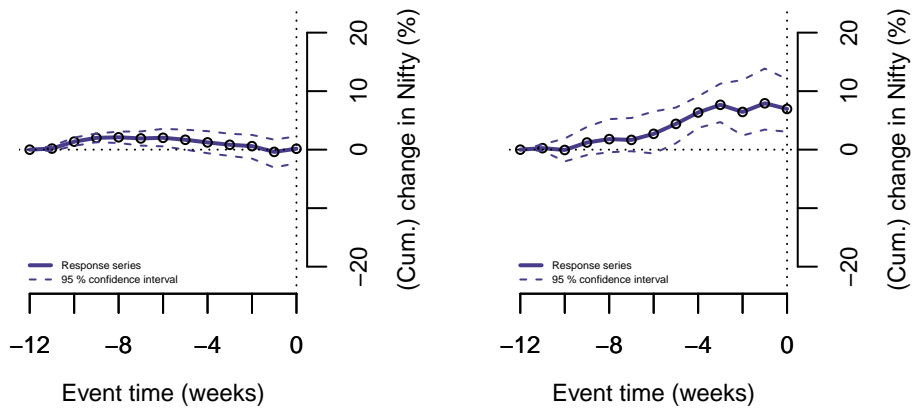 20
10
0
−20
(Cum.) change in Nifty (%)
Response series
95 % confidence interval
−12
−8
−4
0
Event time (weeks)
20
10
0
−20
(Cum.) change in Nifty (%)
Response series
95 % confidence interval
−12
−8
−4
0
Event time (weeks)